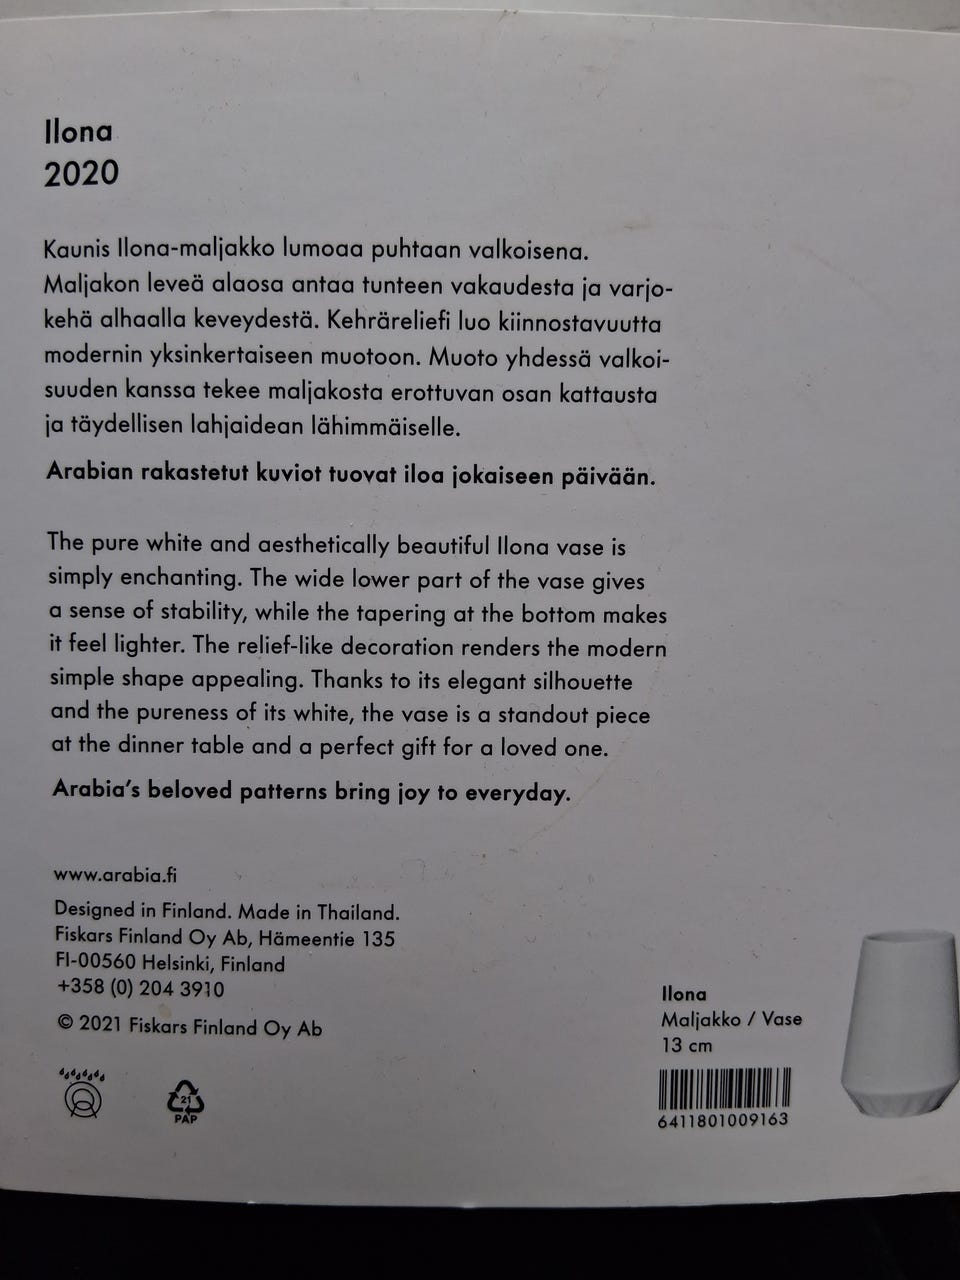 Ilona
2020
Kaunis Ilona-maljakko lumoaa puhtaan valkoisena.
Maljakon leveä alaosa antaa tunteen vakaudesta ja varjo-
kehä alhaalla keveydestä. Kehräreliefi luo kiinnostavuutta
modernin yksinkertaiseen muotoon. Muoto yhdessä valkoi-
suuden kanssa tekee maljakosta erottuvan osan kattausta
ja täydellisen lahjaidean lähimmäiselle.
Arabian rakastetut kuviot tuovat iloa jokaiseen päivään.
The pure white and aesthetically beautiful Ilona vase is
simply enchanting. The wide lower part of the vase gives
a sense of stability, while the tapering at the bottom makes
it feel lighter. The relief-like decoration renders the modern
simple shape appealing. Thanks to its elegant silhouette
and the pureness of its white, the vase is a standout piece
at the dinner table and a perfect gift for a loved one.
Arabia's beloved patterns bring joy to everyday.
www.arabia.fi
Designed in Finland. Made in Thailand.
Fiskars Finland Oy Ab, Hämeentie 135
FI-00560 Helsinki, Finland
+358 (0) 204 3910
© 2021 Fiskars Finland Oy Ab
21
PAP
Ilona
Maljakko / Vase
13 cm
6411801009163